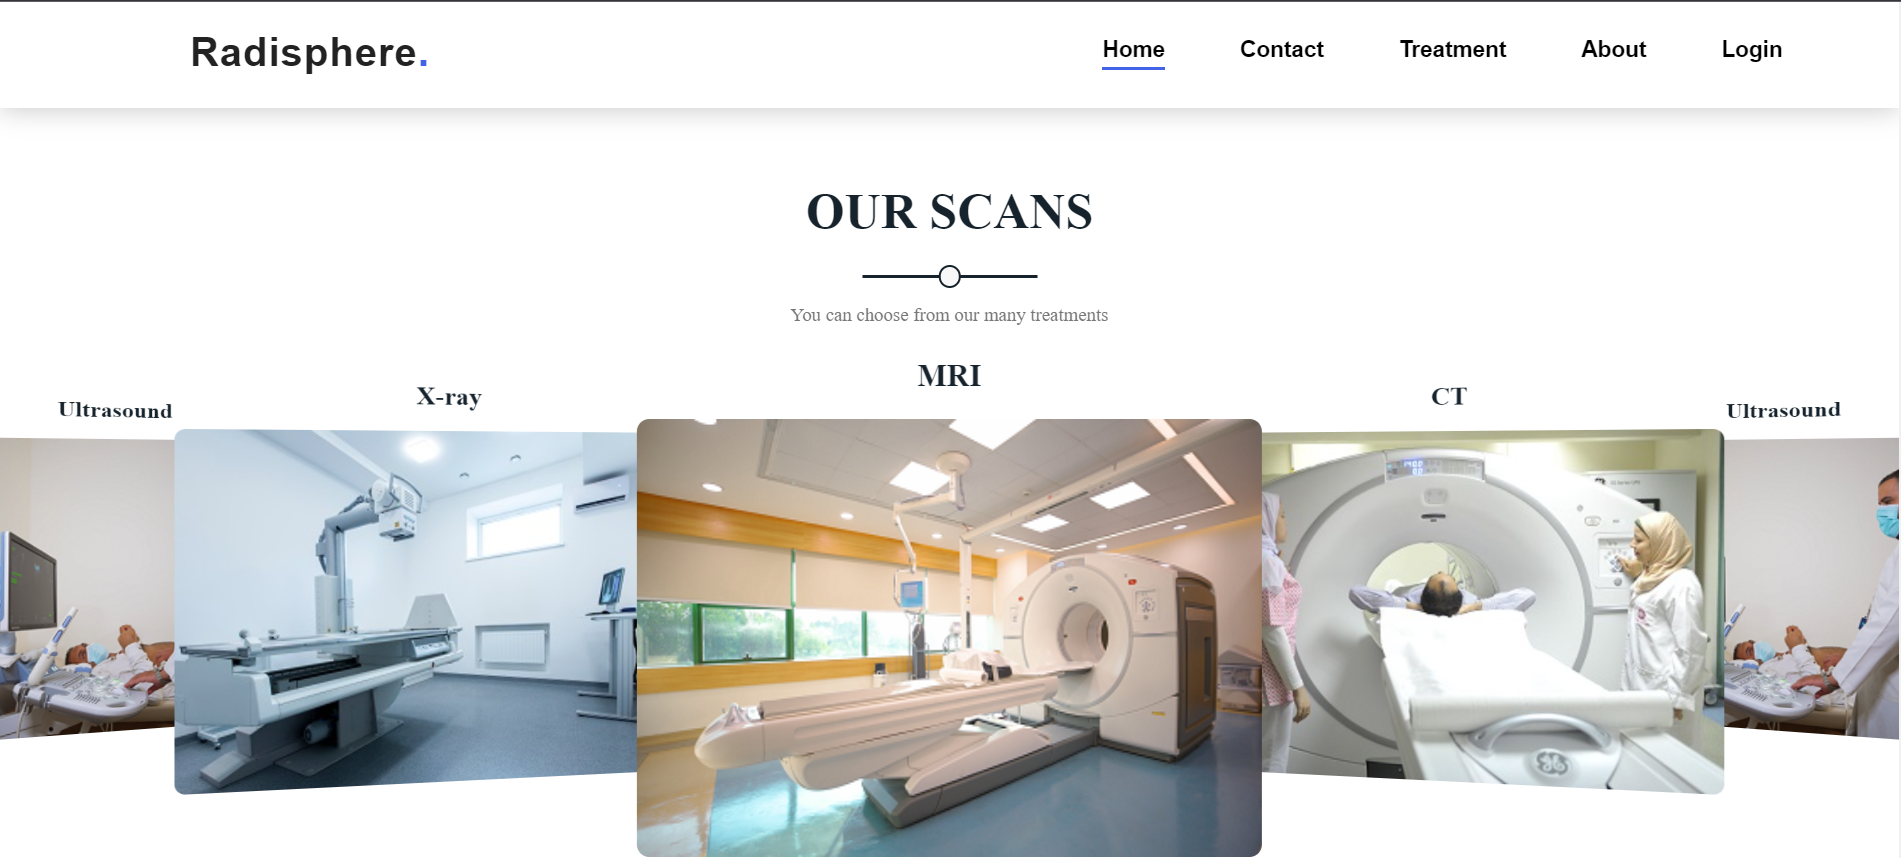 Radisphere.
Home Contact Treatment About Login
OUR SCANS
You can choose from our many treatments
Ultrasound
X-ray
MRI
CT
Ultrasound